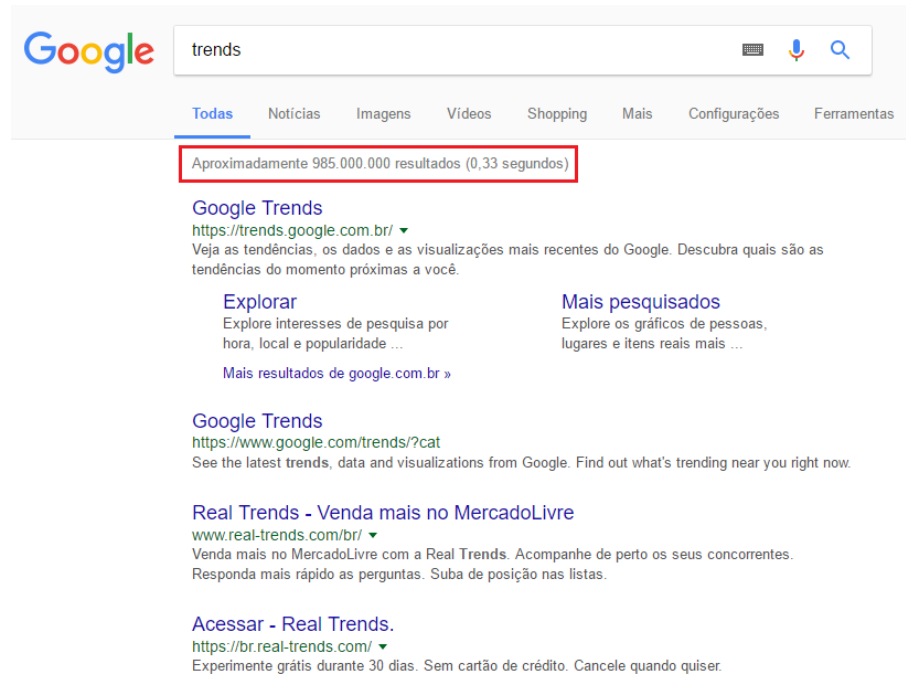 Google
trends
Todas Notícias Imagens Vídeos Shopping Mais Configurações Ferramentas
Aproximadamente 985.000.000 resultados (0,33 segundos)
Google Trends
https://trends.google.com.br/
Veja as tendências, os dados e as visualizações mais recentes do Google. Descubra quais são as
tendências do momento próximas a você.
Explorar
Explore interesses de pesquisa por
hora, local e popularidade ...
Mais pesquisados
Explore os gráficos de pessoas,
lugares e itens reais mais ...
Mais resultados de google.com.br »
Google Trends
https://www.google.com/trends/?cat
See the latest trends, data and visualizations from Google. Find out what's trending near you right now.
Real Trends - Venda mais no MercadoLivre
www.real-trends.com/br/
Venda mais no MercadoLivre com a Real Trends. Acompanhe de perto os seus concorrentes.
Responda mais rápido as perguntas. Suba de posição nas listas.
Acessar - Real Trends.
https://br.real-trends.com/
Experimente grátis durante 30 dias. Sem cartão de crédito. Cancele quando quiser.